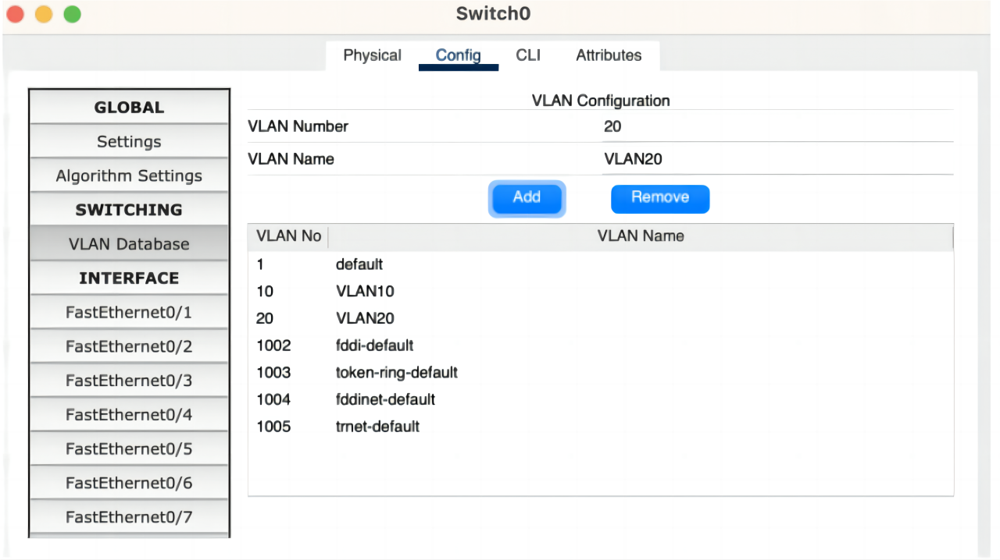 Switch0
Physical Config CLI Attributes
GLOBAL
Settings
Algorithm Settings
SWITCHING
VLAN Database
INTERFACE
FastEthernet0/1
FastEthernet0/2
FastEthernet0/3
FastEthernet0/4
FastEthernet0/5
FastEthernet0/6
FastEthernet0/7
VLAN Configuration
VLAN Number 20
VLAN Name VLAN20
Add Remove
VLAN No VLAN Name
1 default
10 VLAN10
20 VLAN20
1002 fddi-default
1003 token-ring-default
1004 fddinet-default
1005 trnet-default